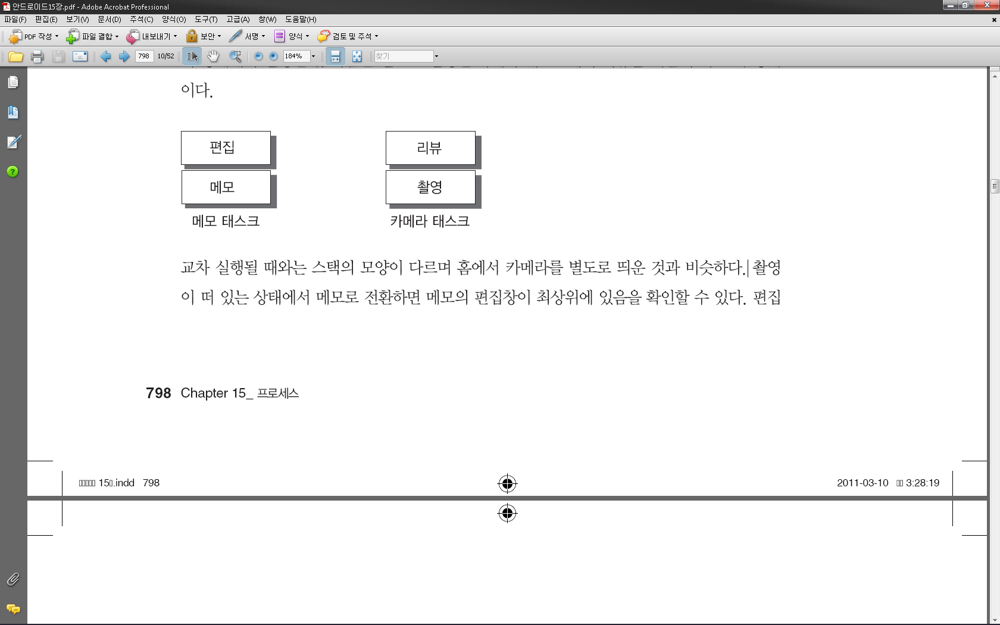 안드로이드15장.pdf - Adobe Acrobat Professional
파일(F) 편집(E) 보기(V) 문서(D) 주석(C) 양식(O) 도구(T) 고급(A) 창(W) 도움말(H)
PDF 작성 파일 결합 내보내기 보안 서명 양식 검토 및 주석
798 10/52 184% 찾기
이다.
편집 리뷰
메모 촬영
메모 태스크 카메라 태스크
교차 실행될 때와는 스택의 모양이 다르며 홈에서 카메라를 별도로 띄운 것과 비슷하다. 촬영
이 떠 있는 상태에서 메모로 전환하면 메모의 편집창이 최상위에 있음을 확인할 수 있다. 편집
798 Chapter 15_ 프로세스
15 .indd 798 2011-03-10 3:28:19